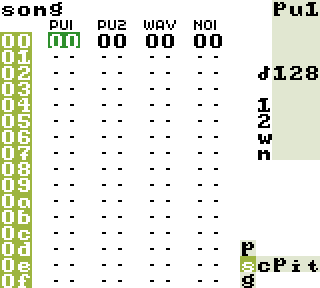 song PU1
PU1 PU2 WAV NOI
00 00 00 00 00
01 -- -- -- --
02 -- -- -- -- ♪128
03 -- -- -- --
04 -- -- -- -- 1
05 -- -- -- -- 2
06 -- -- -- -- W
07 -- -- -- -- n
08 -- -- -- --
09 -- -- -- --
0a -- -- -- --
0b -- -- -- --
0c -- -- -- --
0d -- -- -- -- P
0e -- -- -- -- scPit
0f -- -- -- -- g